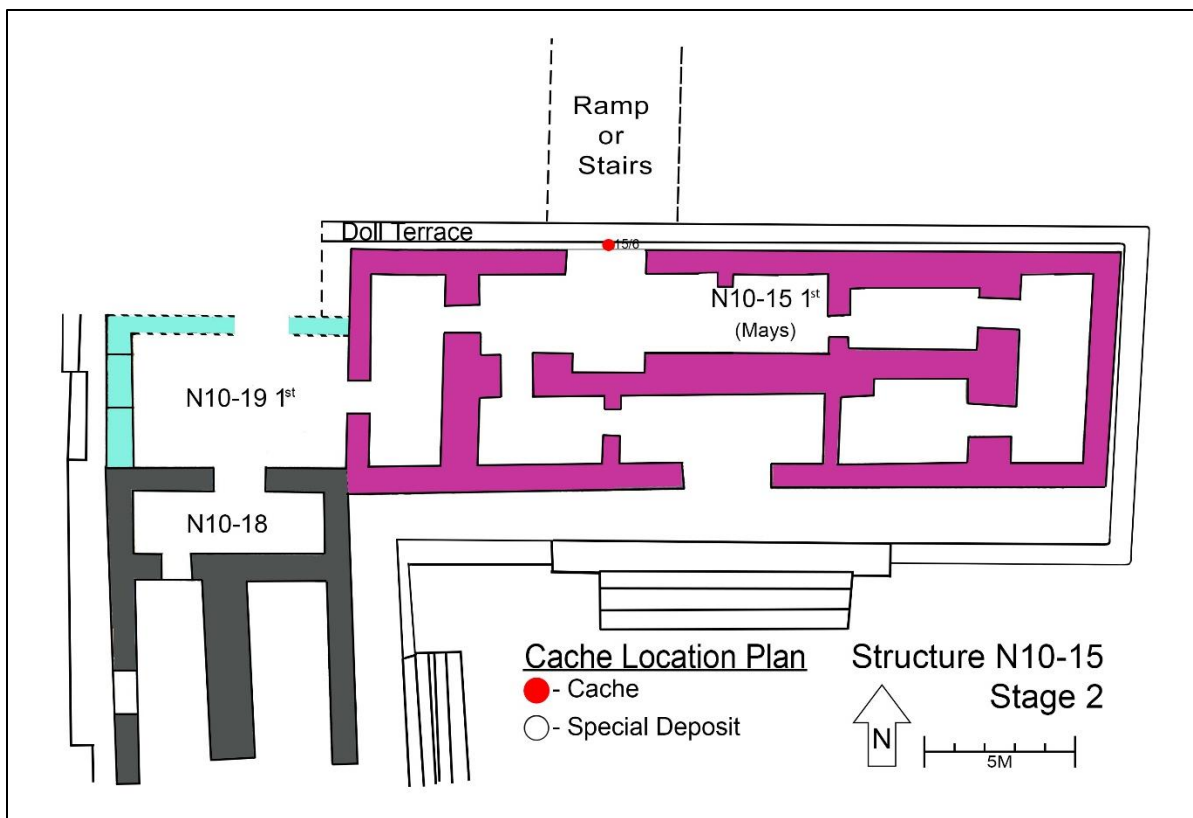 Ramp
or
Stairs
Doll Terrace
15/6
N10-15 1st
(Mays)
N10-19 1st
N10-18
Cache Location Plan
- Cache
- Special Deposit
Structure N10-15
Stage 2
N
5M